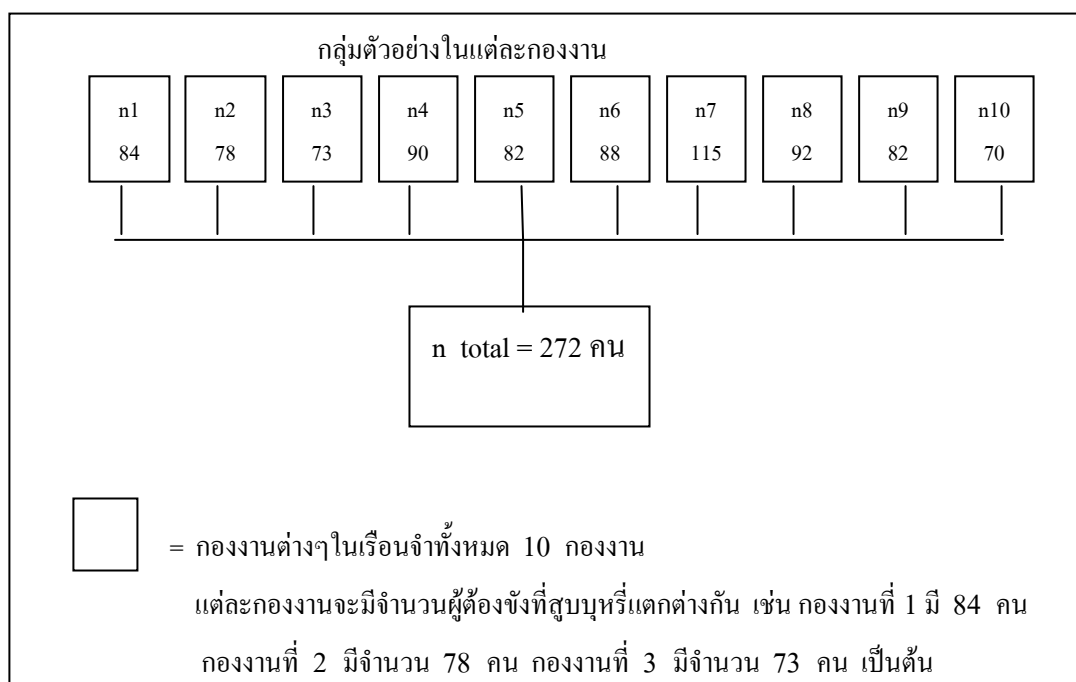 กลุ่มตัวอย่างในแต่ละกองงาน
n1 n2 n3 n4 n5 n6 n7 n8 n9 n10
84 78 73 90 82 88 115 92 82 70
n total = 272 คน
= กองงานต่างๆในเรือนจำทั้งหมด 10 กองงาน
แต่ละกองงานจะมีจำนวนผู้ต้องขังที่สูบบุหรี่แตกต่างกัน เช่น กองงานที่ 1 มี 84 คน
กองงานที่ 2 มีจำนวน 78 คน กองงานที่ 3 มีจำนวน 73 คน เป็นต้น